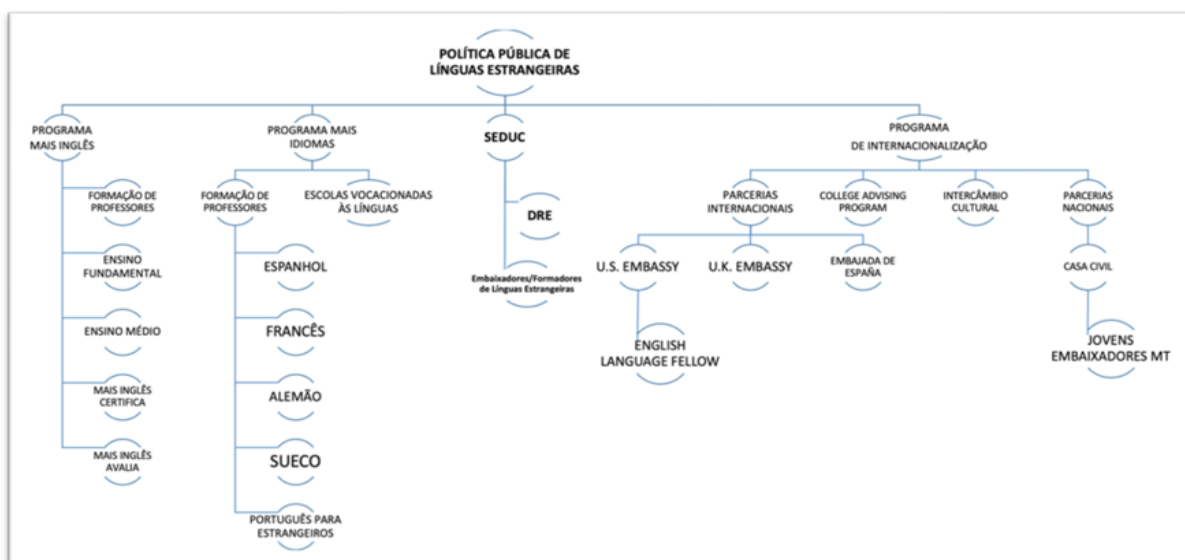 POLÍTICA PÚBLICA DE
LÍNGUAS ESTRANGEIRAS
PROGRAMA
MAIS INGLÊS
PROGRAMA MAIS
IDIOMAS
SEDUC
PROGRAMA
DE INTERNACIONALIZAÇÃO
FORMAÇÃO DE
PROFESSORES
ENSINO
FUNDAMENTAL
ENSINO MÉDIO
MAIS INGLÊS
CERTIFICA
MAIS INGLÊS
AVALIA
FORMAÇÃO DE
PROFESSORES
ESCOLAS VOCACIONADAS
ÀS LÍNGUAS
ESPANHOL
FRANCÊS
ALEMÃO
SUECO
PORTUGUÊS PARA
ESTRANGEIROS
DRE
Embaixadores/Formadores
de Línguas Estrangeiras
PARCERIAS
INTERNACIONAIS
COLLEGE ADVISING
PROGRAM
INTERCÂMBIO
CULTURAL
PARCERIAS
NACIONAIS
U.S. EMBASSY
U.K. EMBASSY
EMBAJADA DE
ESPAÑA
CASA CIVIL
ENGLISH
LANGUAGE FELLOW
JOVENS
EMBAIXADORES MT